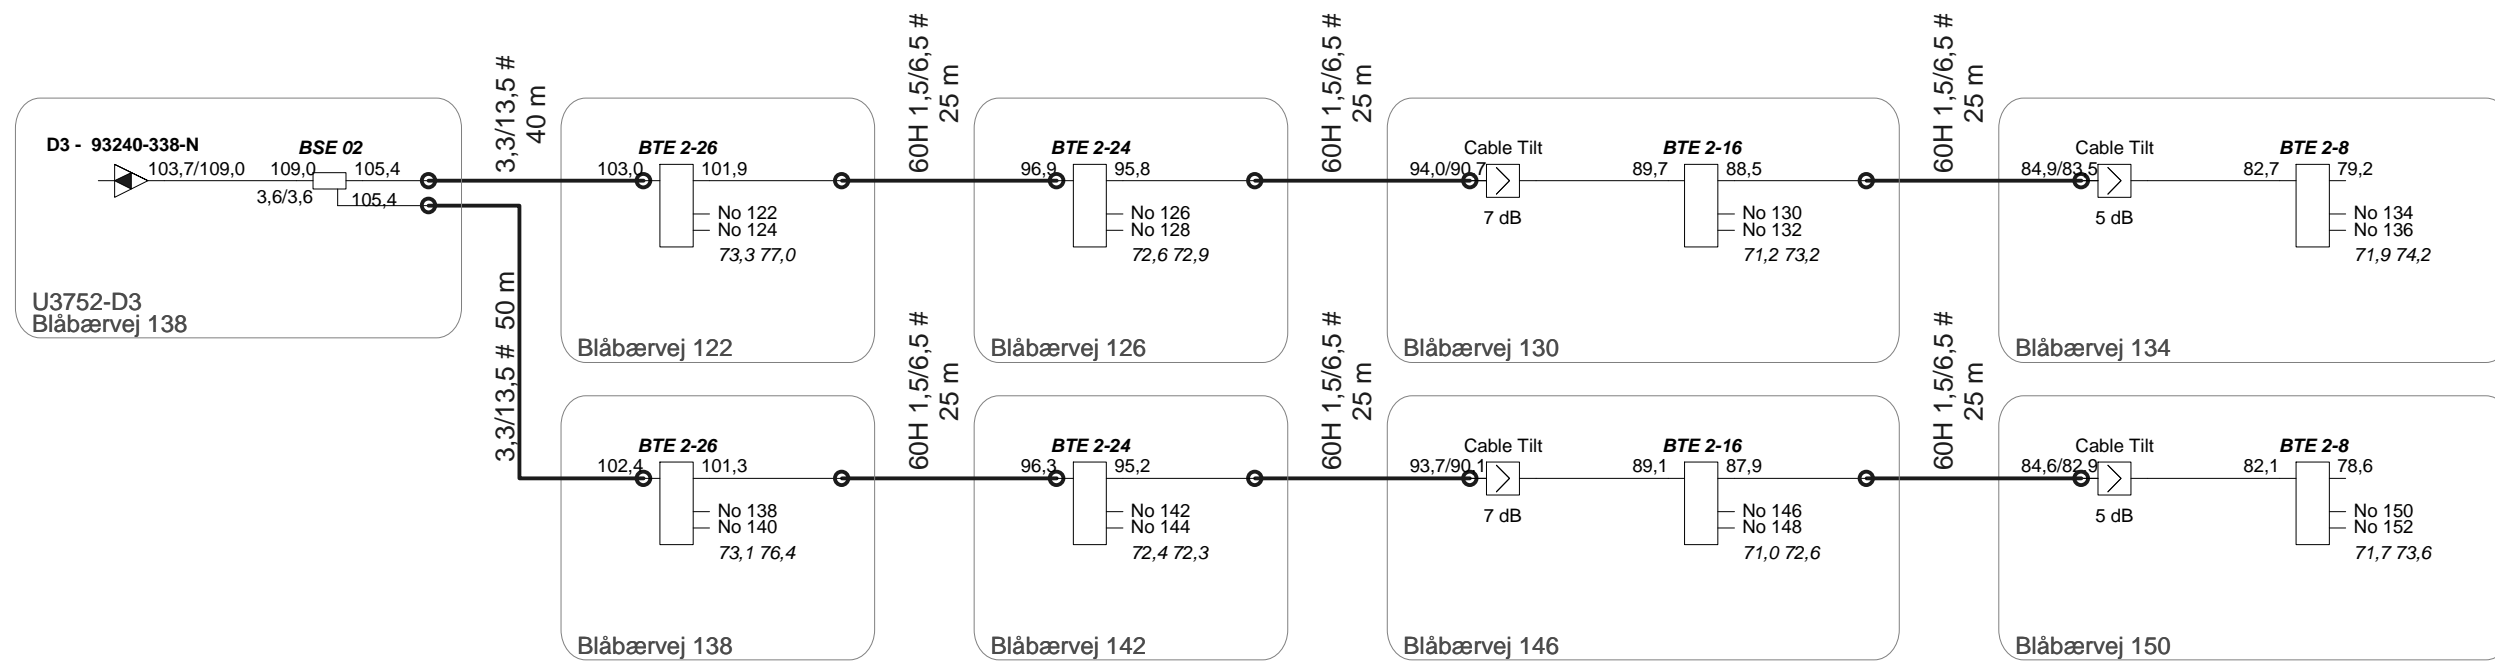 D3 - 93240-338-N
103,7/109,0
BSE 02
109,0
105,4
3,6/3,6
105,4
U3752-D3
Blåbærvej 138
3,3/13,5 #
40 m
BTE 2-26
103,0
101,9
No 122
No 124
73,3 77,0
Blåbærvej 122
60H 1,5/6,5 #
25 m
BTE 2-24
96,9
95,8
No 126
No 128
72,6 72,9
Blåbærvej 126
60H 1,5/6,5 #
25 m
Cable Tilt
94,0/90,7
7 dB
BTE 2-16
89,7
88,5
No 130
No 132
71,2 73,2
Blåbærvej 130
60H 1,5/6,5 #
25 m
Cable Tilt
84,9/83,5
5 dB
BTE 2-8
82,7
79,2
No 134
No 136
71,9 74,2
Blåbærvej 134
3,3/13,5 # 50 m
BTE 2-26
102,4
101,3
No 138
No 140
73,1 76,4
Blåbærvej 138
60H 1,5/6,5 #
25 m
BTE 2-24
96,3
95,2
No 142
No 144
72,4 72,3
Blåbærvej 142
60H 1,5/6,5 #
25 m
Cable Tilt
93,7/90,1
7 dB
BTE 2-16
89,1
87,9
No 146
No 148
71,0 72,6
Blåbærvej 146
60H 1,5/6,5 #
25 m
Cable Tilt
84,6/82,9
5 dB
BTE 2-8
82,1
78,6
No 150
No 152
71,7 73,6
Blåbærvej 150